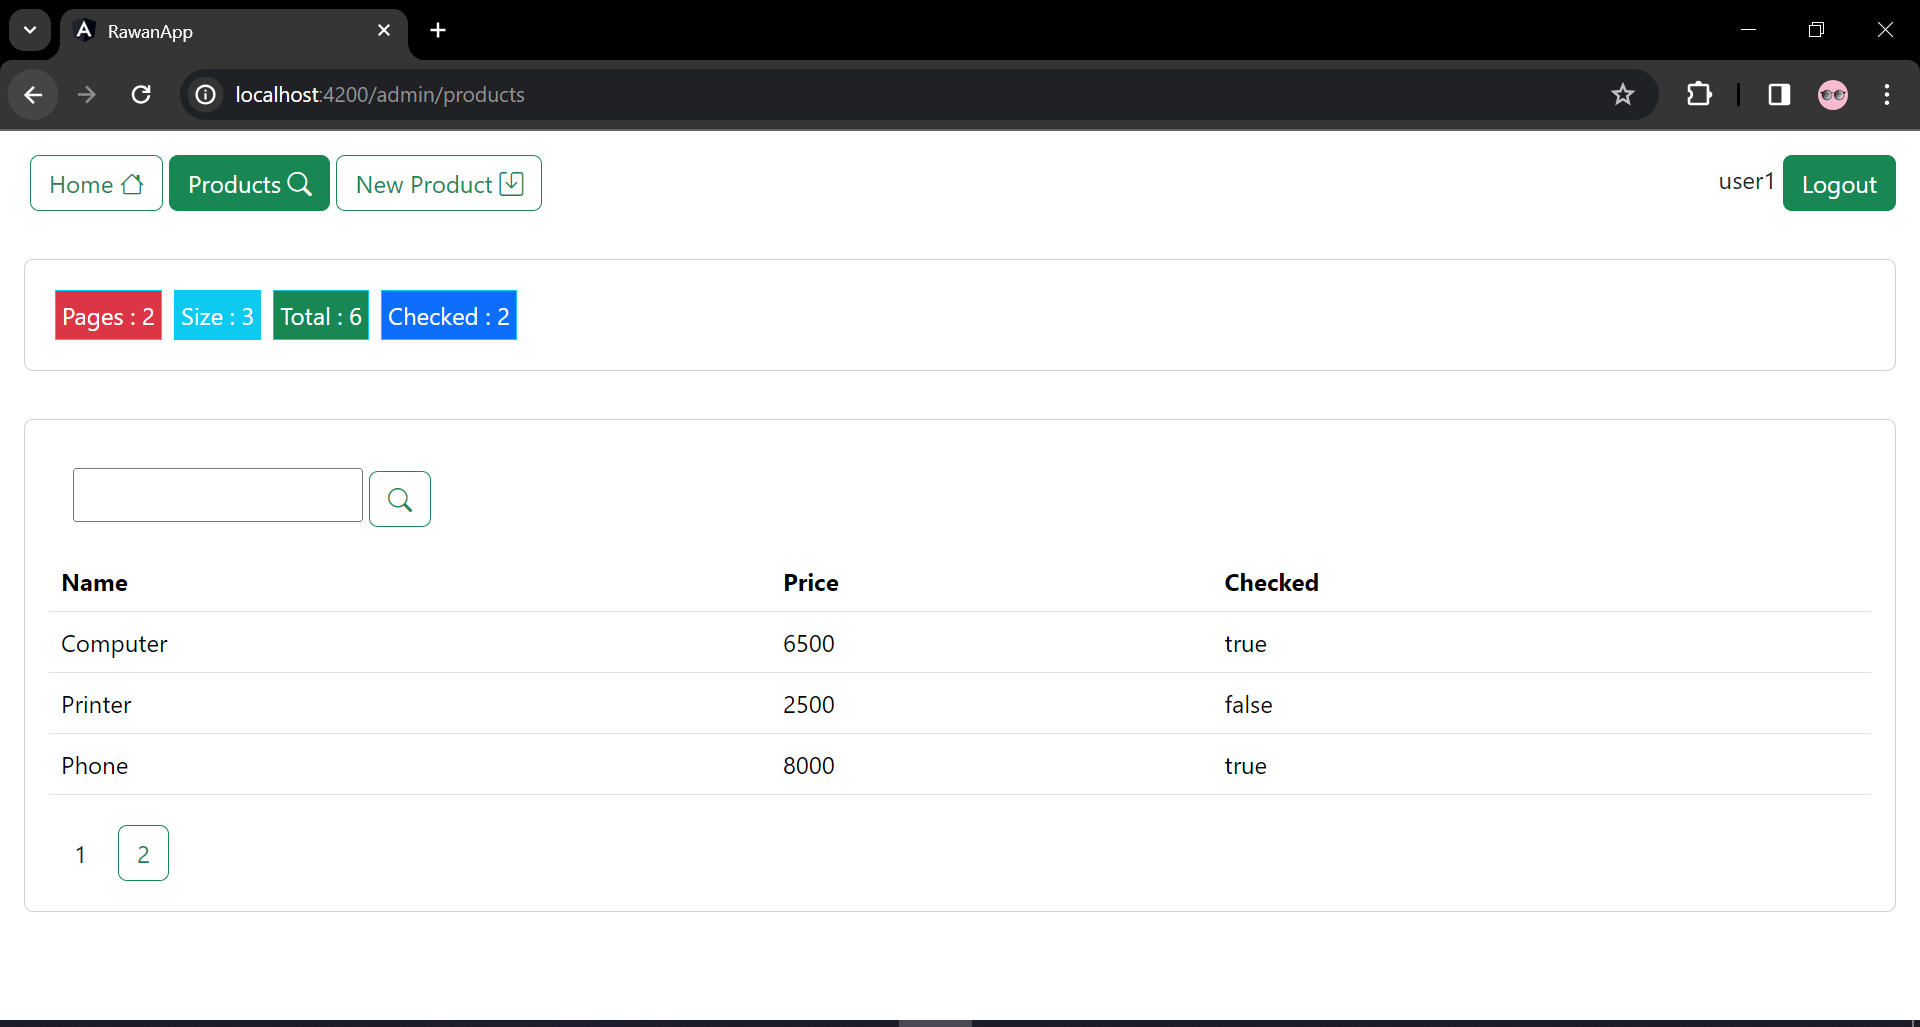 RawanApp
localhost:4200/admin/products
Home Products New Product user1 Logout
Pages : 2 Size : 3 Total : 6 Checked : 2
Name Price Checked
Computer 6500 true
Printer 2500 false
Phone 8000 true
1 2